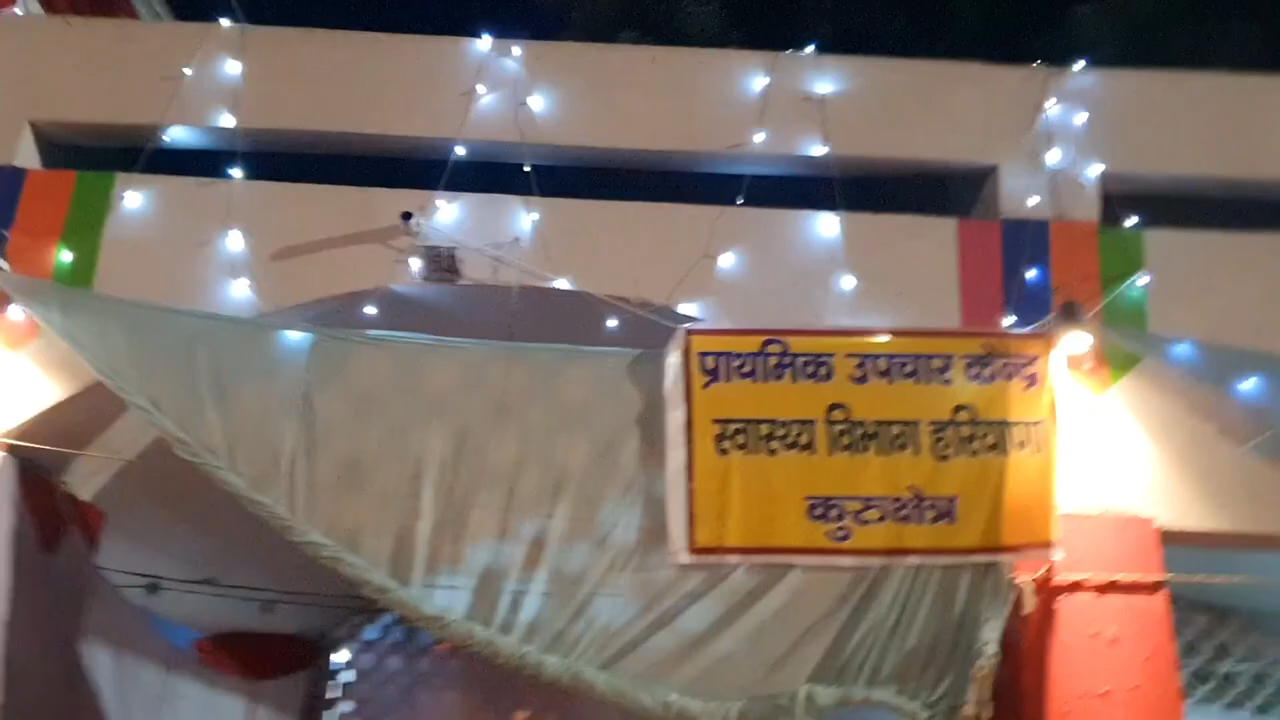 प्राथमिक उपचार केन्द्र
स्वास्थ्य विभाग हरियाणा
कुरुक्षेत्र